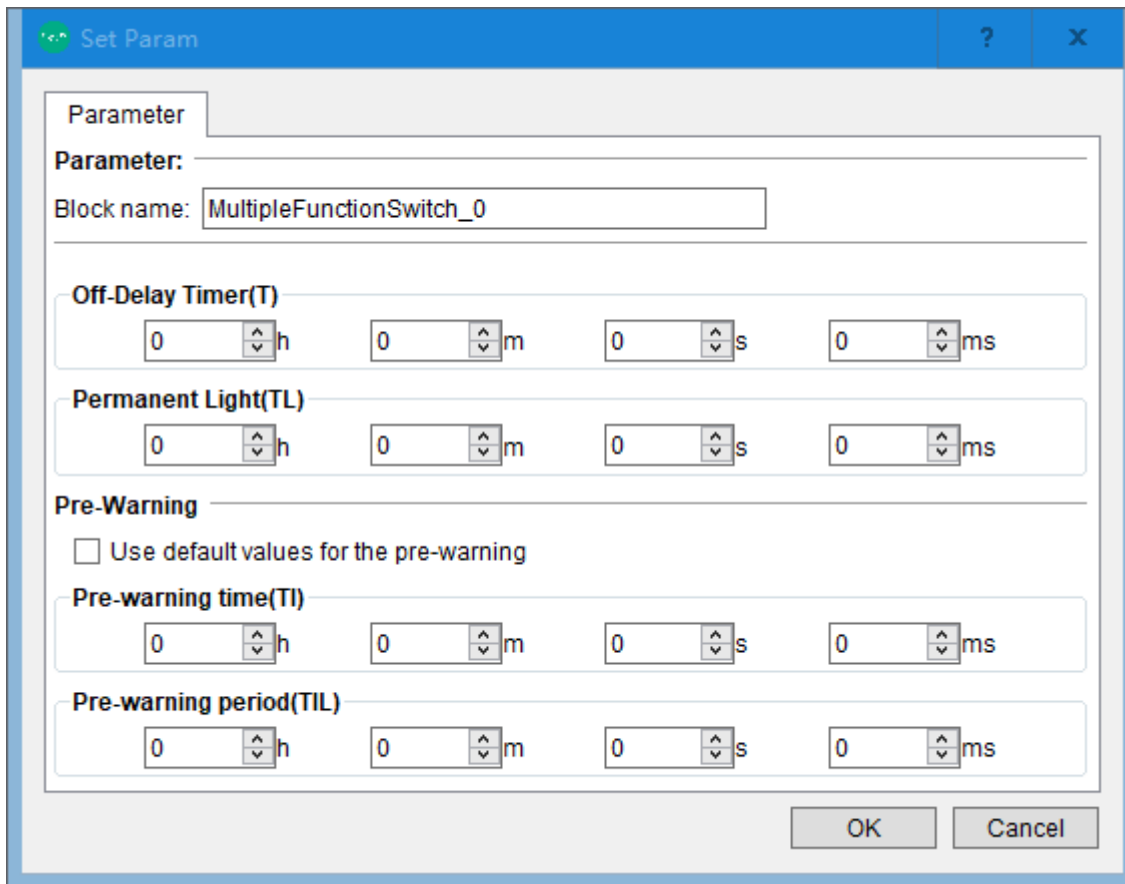 Set Param ? x
Parameter
Parameter:
Block name: MultipleFunctionSwitch_0
Off-Delay Timer(T)
0 h 0 m 0 s 0 ms
Permanent Light(TL)
0 h 0 m 0 s 0 ms
Pre-Warning
Use default values for the pre-warning
Pre-warning time(TI)
0 h 0 m 0 s 0 ms
Pre-warning period(TIL)
0 h 0 m 0 s 0 ms
OK Cancel